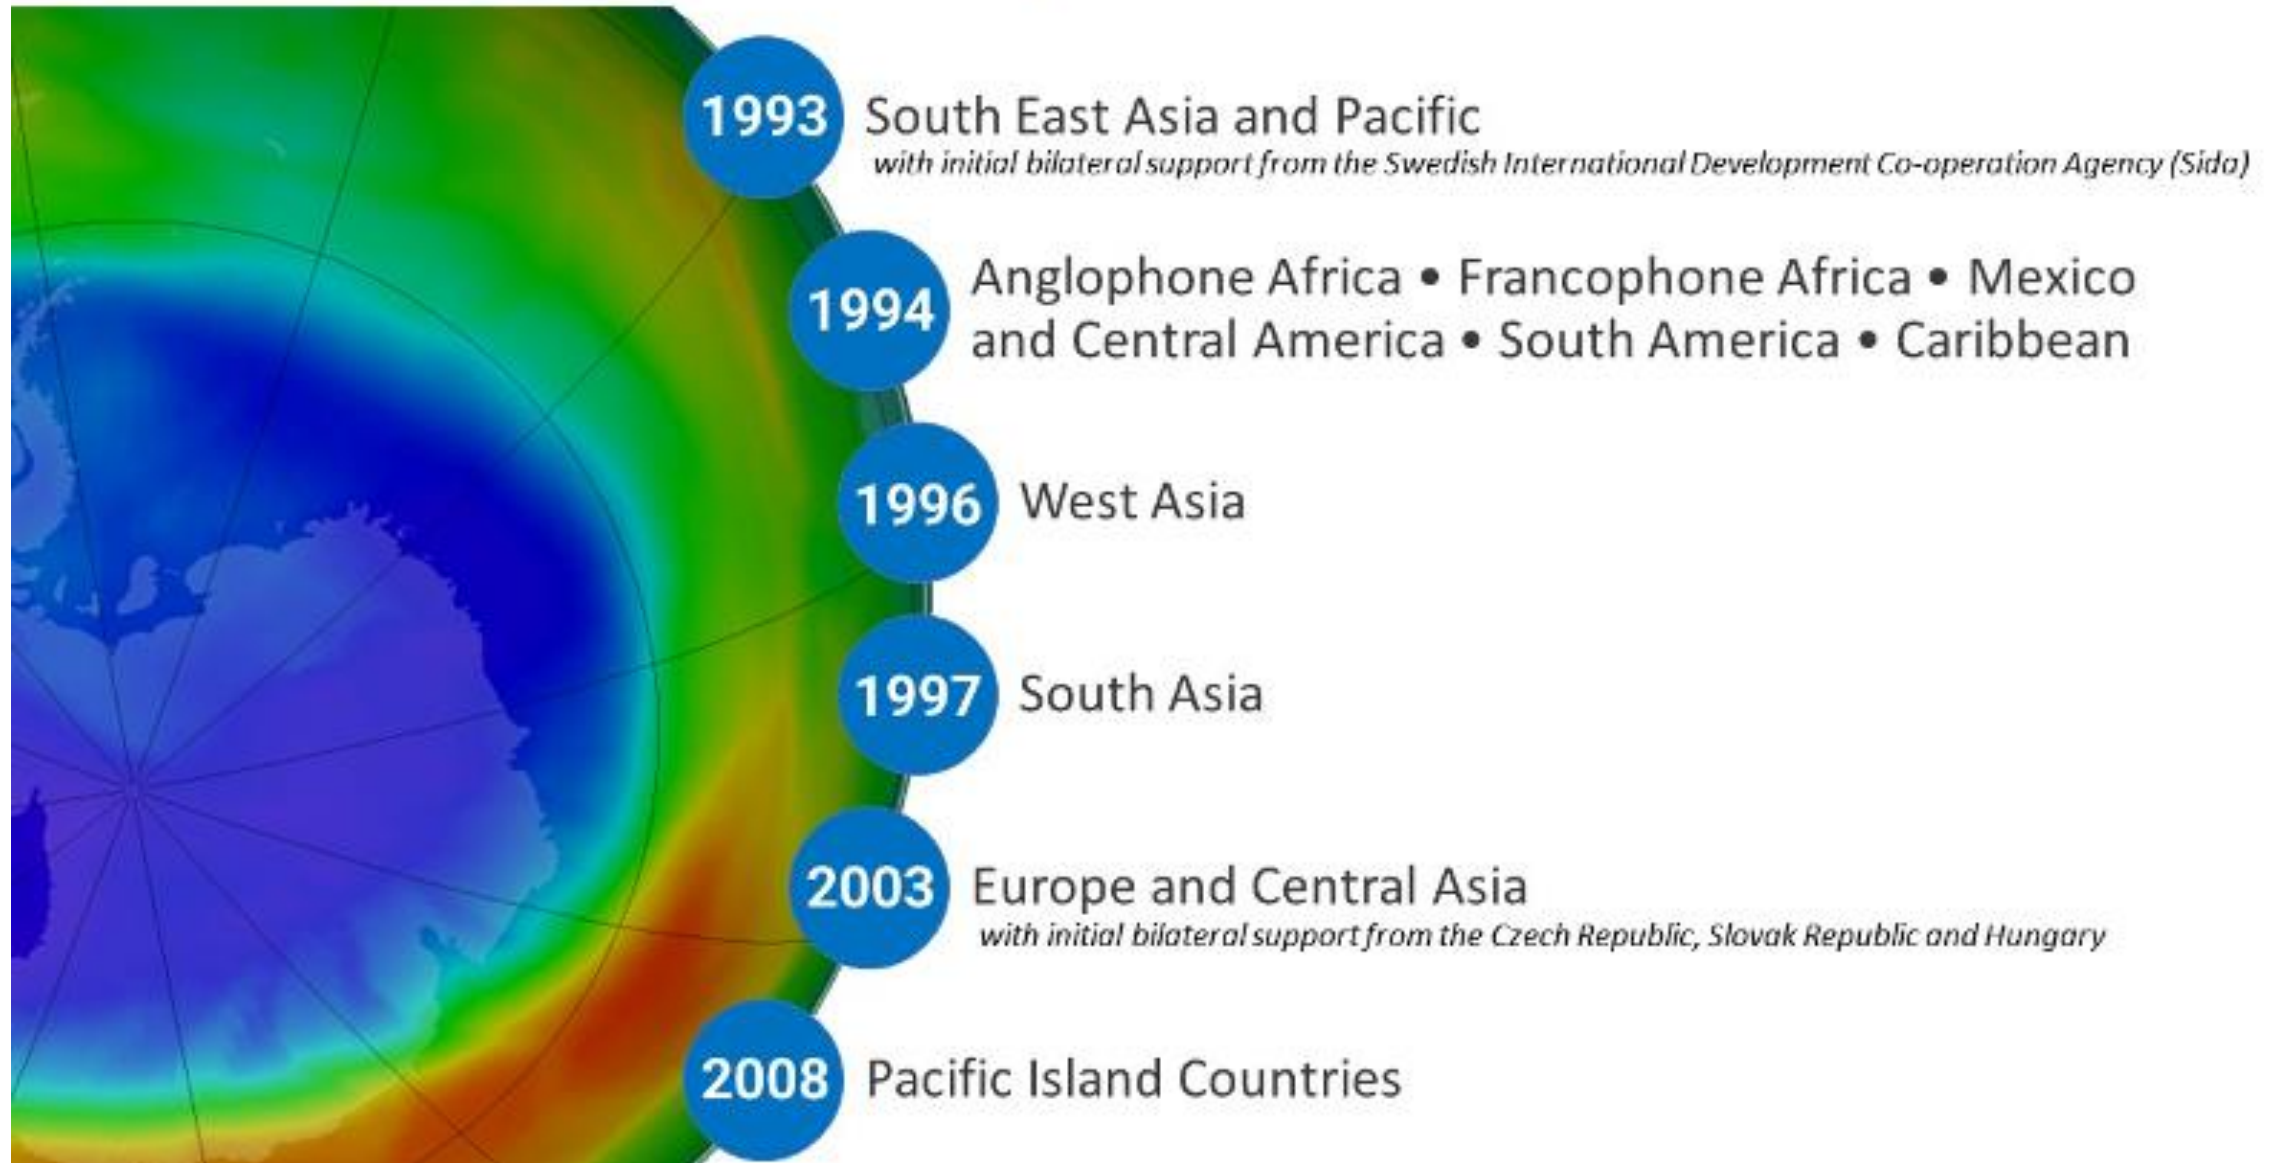 1993
South East Asia and Pacific
with initial bilateral support from the Swedish International Development Co-operation Agency (Sida)
1994
Anglophone Africa • Francophone Africa • Mexico
and Central America • South America • Caribbean
1996
West Asia
1997
South Asia
2003
Europe and Central Asia
with initial bilateral support from the Czech Republic, Slovak Republic and Hungary
2008
Pacific Island Countries